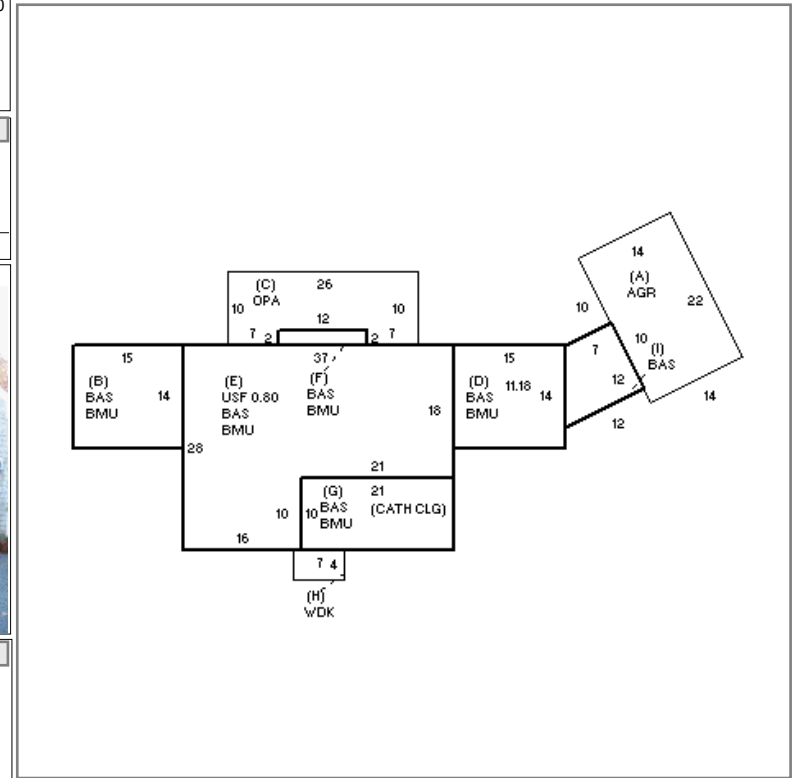 14
(A)
AGR
22
(C) 26
OPA
10 10
12
7 2 2 7
10
10
7
(I)
BAS
12
14
12
15
(B)
BAS
BMU
14
37
(E)
USF 0.80
BAS
BMU
(F)
BAS
BMU
18
15
(D)
BAS
BMU
11.18
14
28
21
(G) 21
BAS (CATH CLG)
BMU
10 10
16
7 4
(H)
WDK